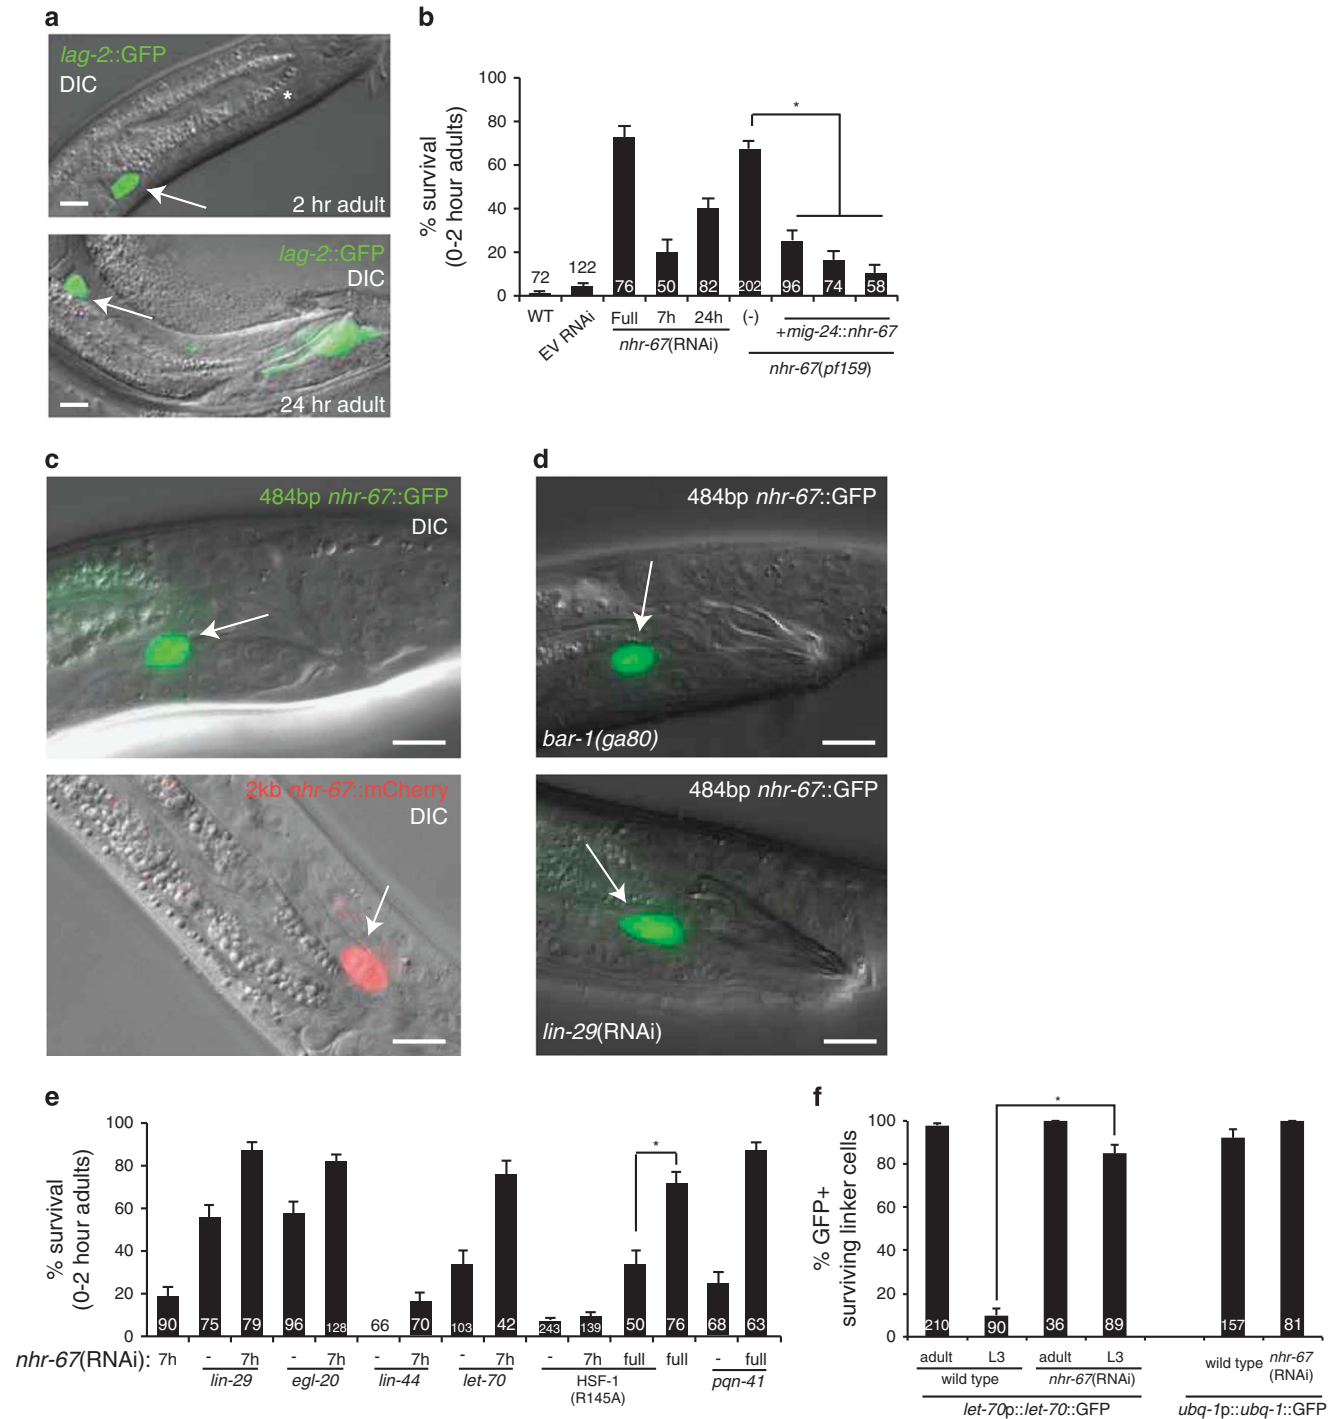 a
lag-2::GFP
DIC
*
2 hr adult
lag-2::GFP
DIC
24 hr adult
b
% survival
(0-2 hour adults)
100
80
60
40
20
0
*
72
122
76
50
82
202
96
74
58
WT
EV RNAi
Full
7h
24h
(-)
nhr-67(RNAi)
+mig-24::nhr-67
nhr-67(pf159)
c
484bp nhr-67::GFP
DIC
2kb nhr-67::mCherry
DIC
d
484bp nhr-67::GFP
bar-1(ga80)
484bp nhr-67::GFP
lin-29(RNAi)
e
% survival
(0-2 hour adults)
100
80
60
40
20
0
*
90
75
79
96
128
66
70
103
42
243
139
50
76
68
63
nhr-67(RNAi): 7h - 7h - 7h - 7h - 7h - 7h full full - full
lin-29
egl-20
lin-44
let-70
HSF-1
(R145A)
pqn-41
f
% GFP+
surviving linker cells
100
80
60
40
20
0
*
210
90
36
89
157
81
adult
L3
adult
L3
wild type
nhr-67(RNAi)
wild type
nhr-67
(RNAi)
let-70p::let-70::GFP
ubq-1p::ubq-1::GFP